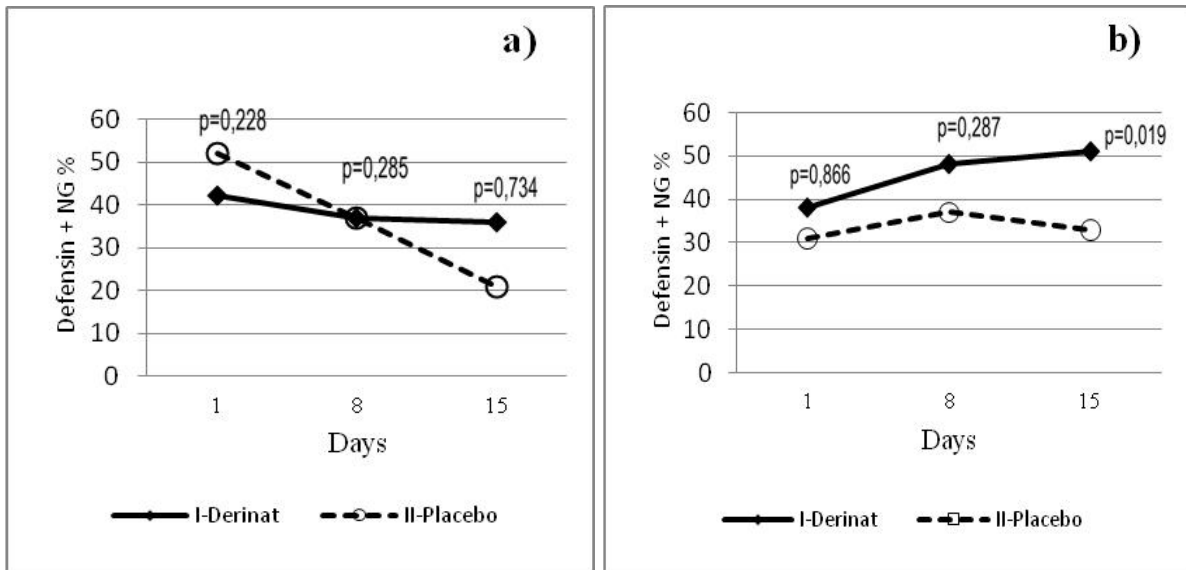 a)
Defensin + NG %
60
50
40
30
20
10
0
p=0,228
p=0,285
p=0,734
1 8 15
Days
I-Derinat II-Placebo
b)
Defensin + NG %
60
50
40
30
20
10
0
p=0,866
p=0,287
p=0,019
1 8 15
Days
I-Derinat II-Placebo